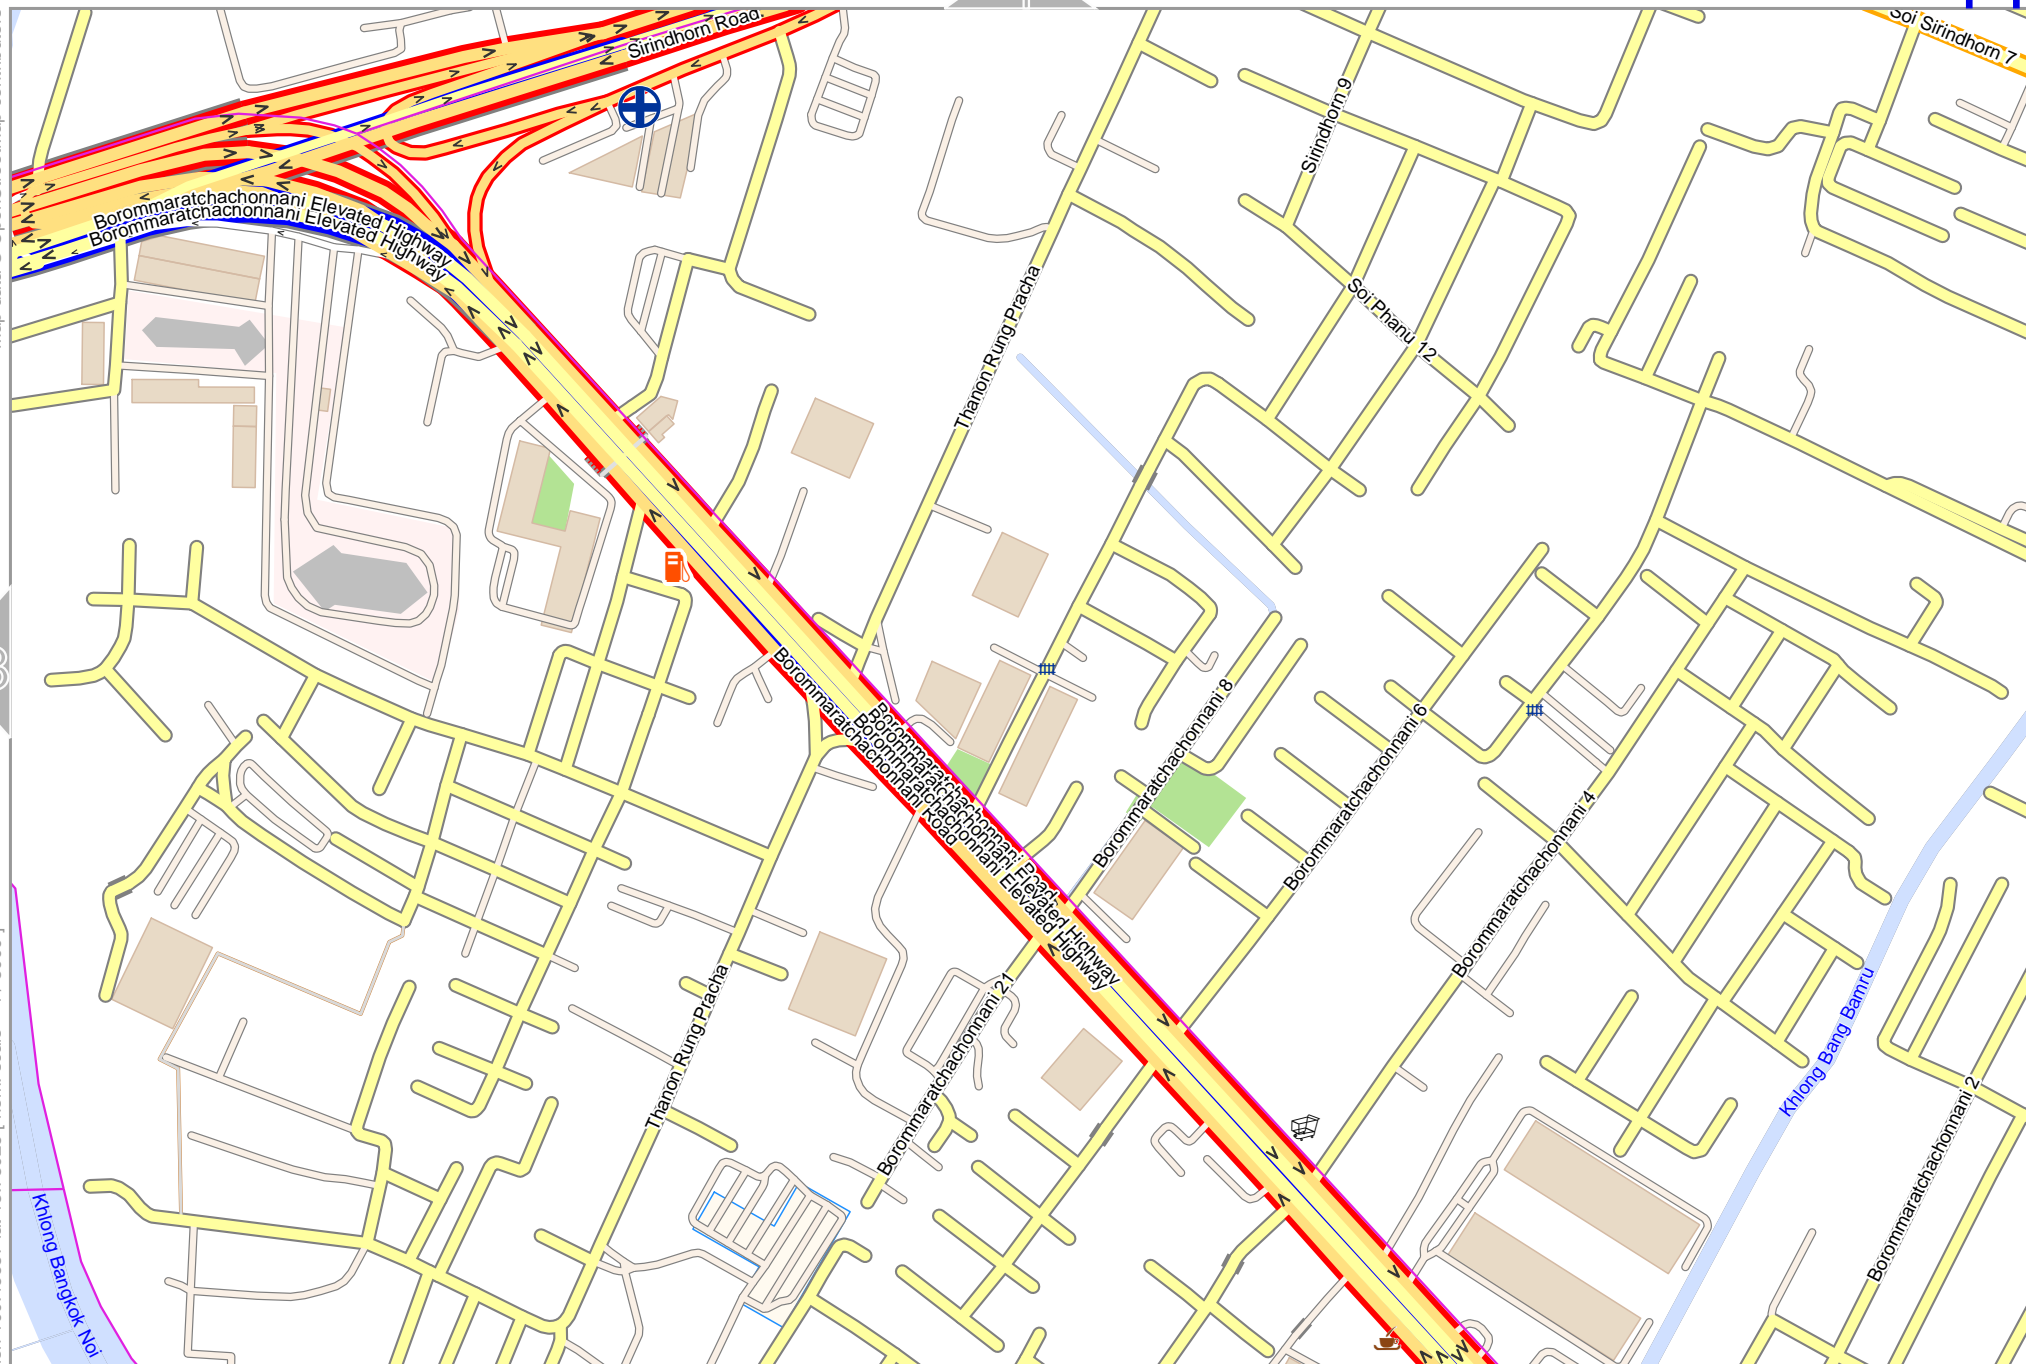 Sirindhorn Road.
Soi Sirindhorn 7
Sirindhorn 9
Borommaratchachonnani Elevated Highway
Borommaratchachonnani Elevated Highway
Thanon Rung Pracha
Soi Phanu 12
Borommaratchachonnani 8
Borommaratchachonnani 6
Borommaratchachonnani 4
Borommaratchachonnani Road
Borommaratchachonnani Elevated Highway
Borommaratchachonnani Elevated Highway
Borommaratchachonnani Road
Thanon Rung Pracha
Borommaratchachonnani 21
Khlong Bang Bamru
Borommaratchachonnani 2
Khlong Bangkok Noi